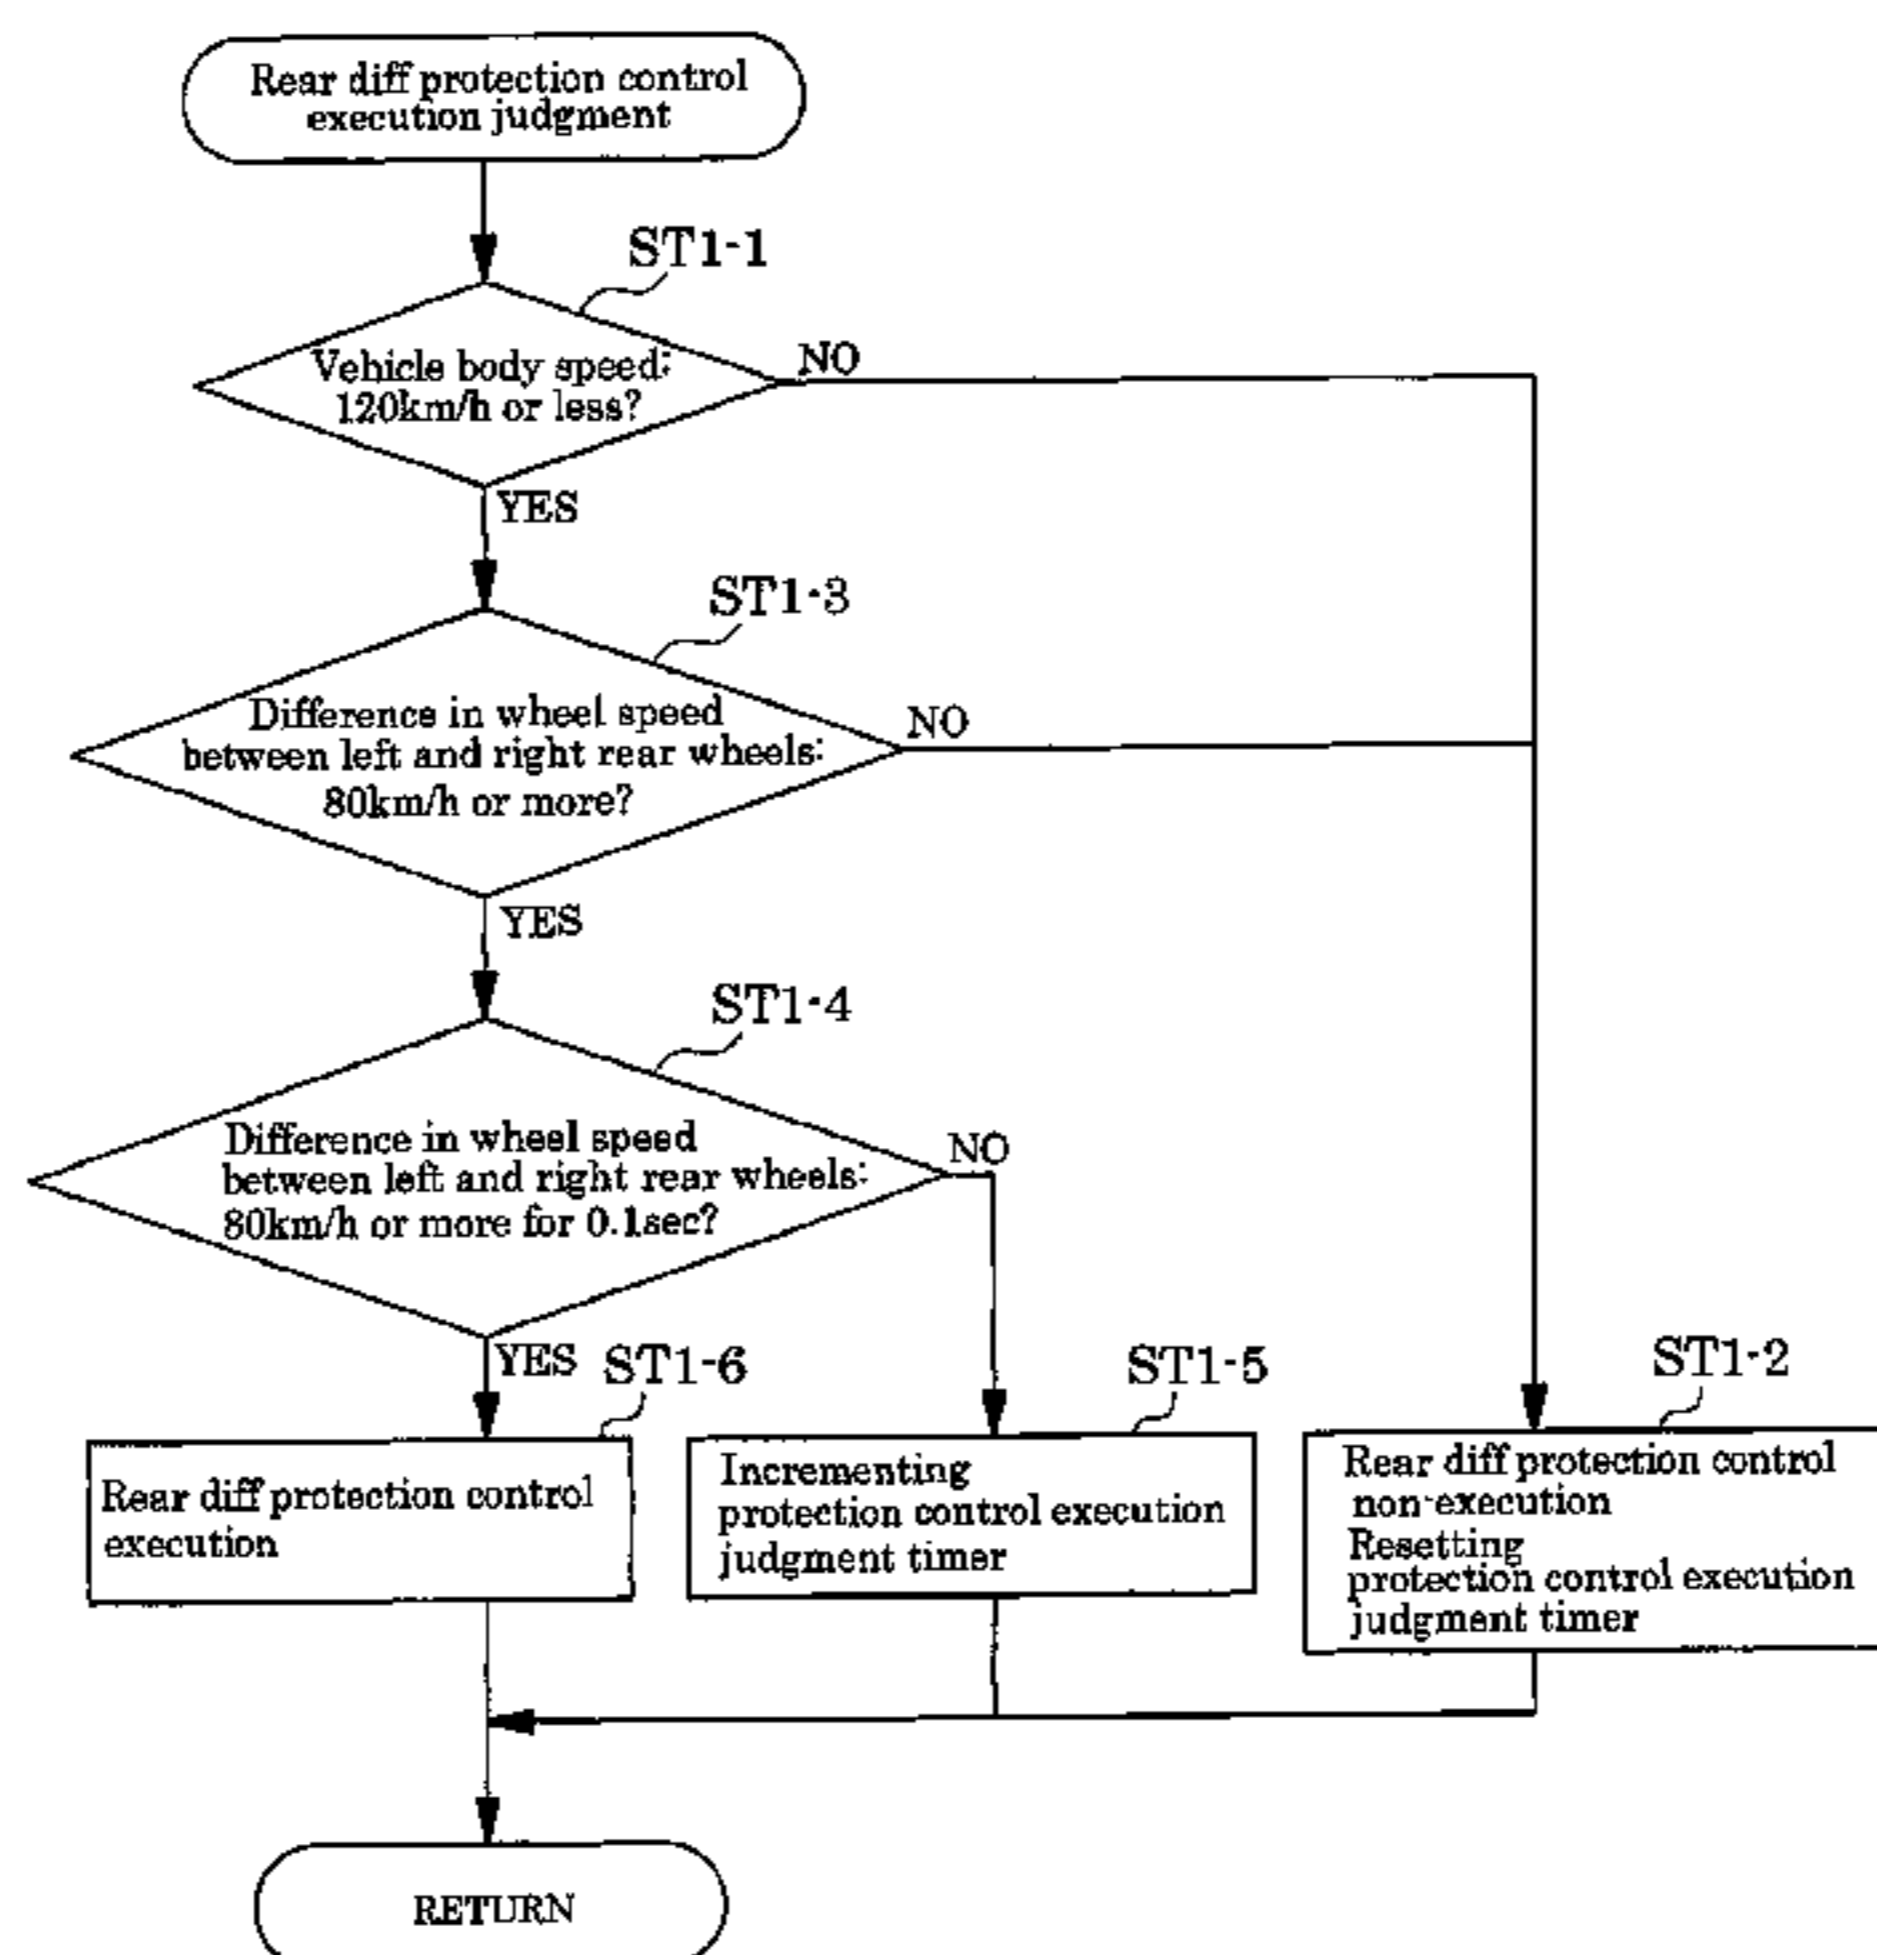 Rear diff protection control
execution judgment
ST1-1
Vehicle body speed:
120km/h or less?
NO
YES
ST1-3
Difference in wheel speed
between left and right rear wheels:
80km/h or more?
NO
YES
ST1-4
Difference in wheel speed
between left and right rear wheels:
80km/h or more for 0.1sec?
NO
YES
ST1-6
Rear diff protection control
execution
ST1-5
Incrementing
protection control execution
judgment timer
ST1-2
Rear diff protection control
non-execution
Resetting
protection control execution
judgment timer
RETURN